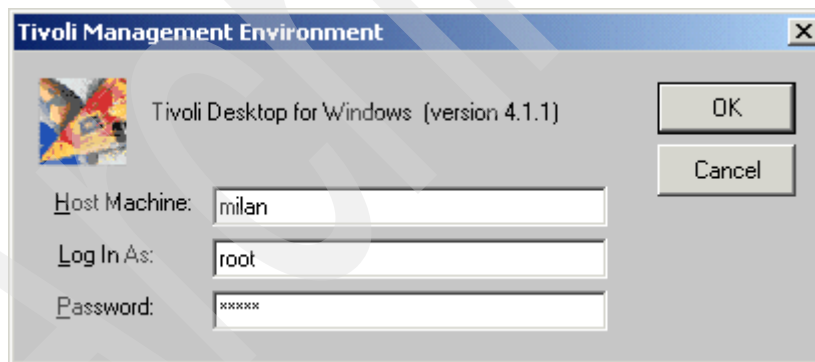 Tivoli Management Environment
Tivoli Desktop for Windows (version 4.1.1)
OK
Cancel
Host Machine: milan
Log In As: root
Password: *****